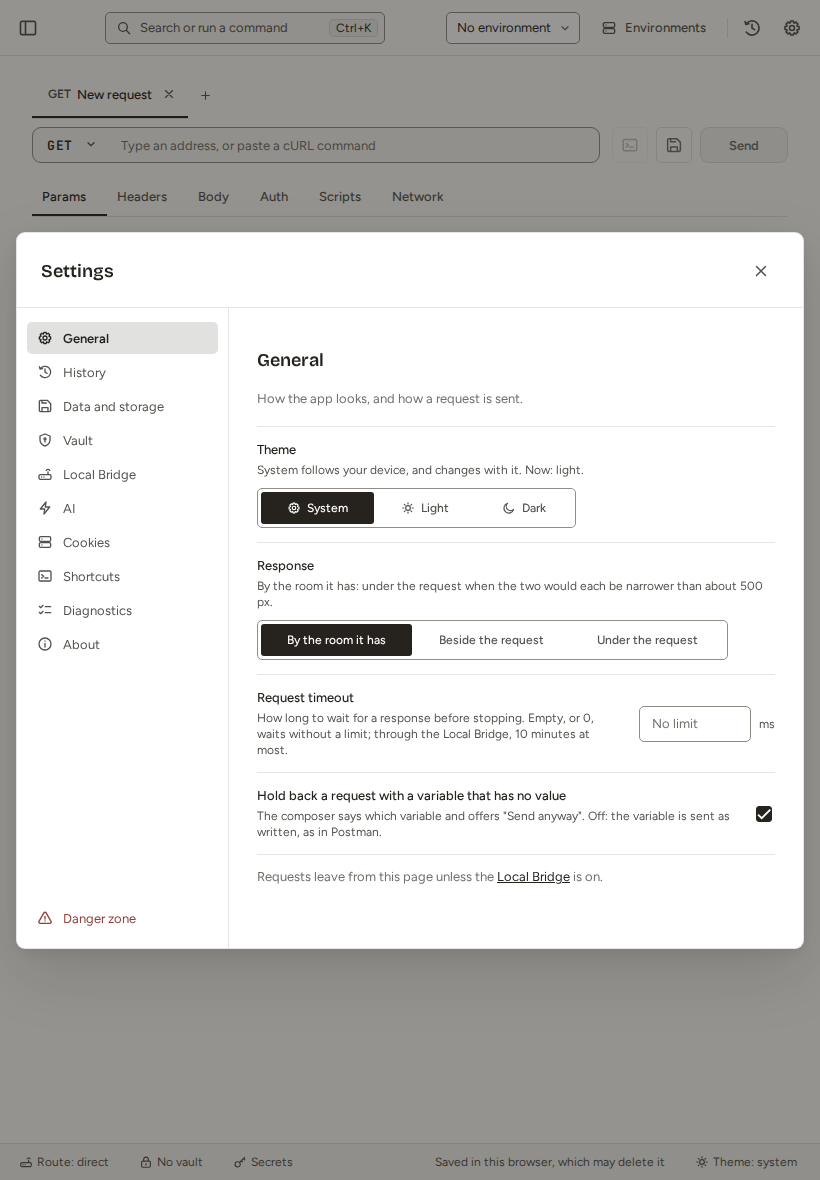 Search or run a command Ctrl+K No environment Environments
GET New request
GET Type an address, or paste a cURL command Send
Params Headers Body Auth Scripts Network
Settings
General
History
Data and storage
Vault
Local Bridge
AI
Cookies
Shortcuts
Diagnostics
About
Danger zone
General
How the app looks, and how a request is sent.
Theme
System follows your device, and changes with it. Now: light.
System Light Dark
Response
By the room it has: under the request when the two would each be narrower than about 500
px.
By the room it has Beside the request Under the request
Request timeout
How long to wait for a response before stopping. Empty, or 0,
waits without a limit; through the Local Bridge, 10 minutes at
most.
No limit ms
Hold back a request with a variable that has no value
The composer says which variable and offers "Send anyway". Off: the variable is sent as
written, as in Postman.
Requests leave from this page unless the Local Bridge is on.
Route: direct No vault Secrets Saved in this browser, which may delete it Theme: system